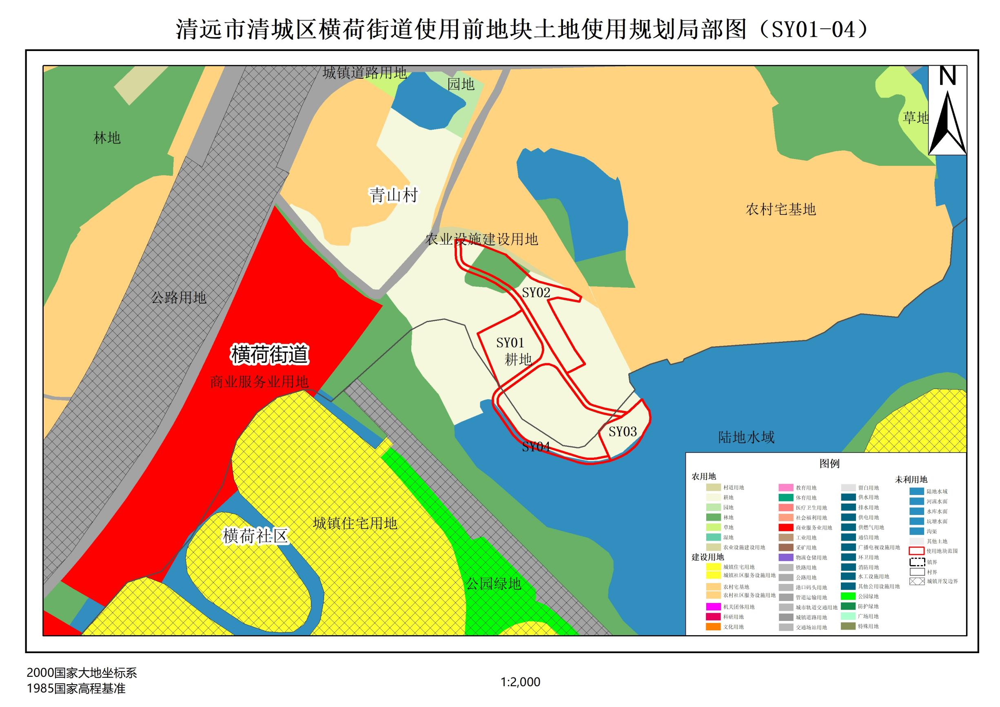 清远市清城区横荷街道使用前地块土地使用规划局部图（SY01-04）
城镇道路用地
园地
N
草地
林地
青山村
农村宅基地
农业设施建设用地
SY02
公路用地
SY01
耕地
横荷街道
商业服务业用地
SY03
陆地水域
SY04
城镇住宅用地
横荷社区
公园绿地
图例
农用地
村道用地
耕地
园地
林地
草地
湿地
农业设施建设用地
建设用地
城镇住宅用地
城镇社区服务设施用地
农村宅基地
农村社区服务设施用地
机关团体用地
科研用地
文化用地
教育用地
体育用地
医疗卫生用地
社会福利用地
商业服务业用地
工业用地
采矿用地
物流仓储用地
铁路用地
公路用地
港口码头用地
管道运输用地
城市轨道交通用地
城镇道路用地
交通场站用地
留白用地
供水用地
排水用地
供电用地
供燃气用地
通信用地
广播电视设施用地
环卫用地
消防用地
水工设施用地
其他公用设施用地
公园绿地
防护绿地
广场用地
特殊用地
未利用地
陆地水域
河流水面
水库水面
坑塘水面
沟渠
其他土地
使用地块范围
镇界
村界
城镇开发边界
2000国家大地坐标系
1985国家高程基准
1:2,000